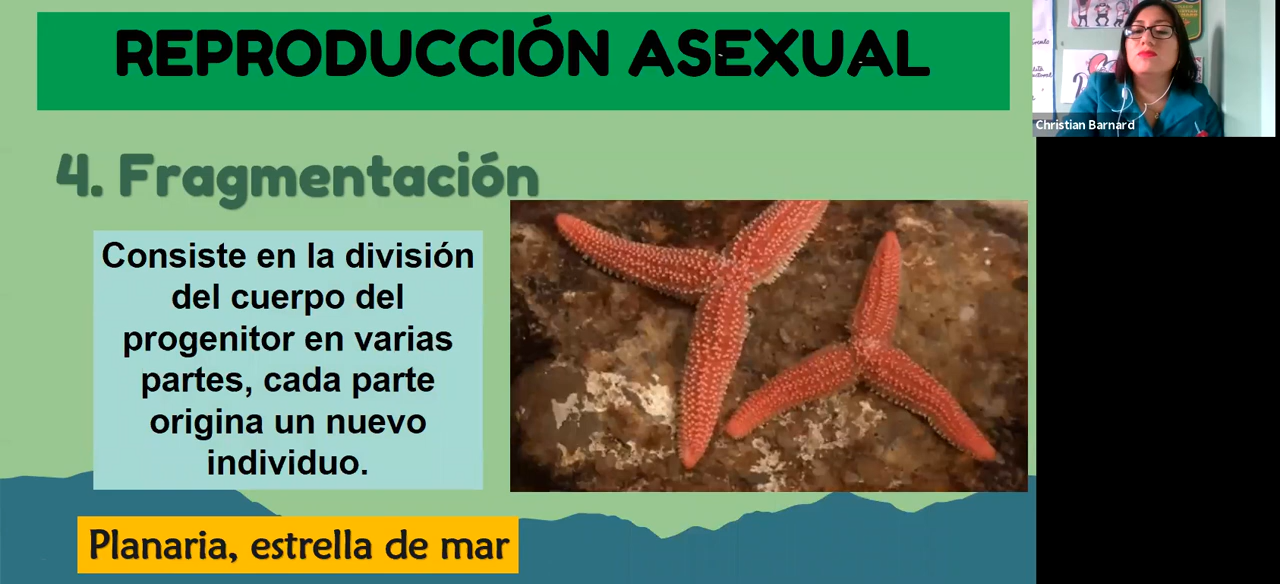 REPRODUCCIÓN ASEXUAL
4. Fragmentación
Consiste en la división
del cuerpo del
progenitor en varias
partes, cada parte
origina un nuevo
individuo.
Planaria, estrella de mar
Christian Barnard